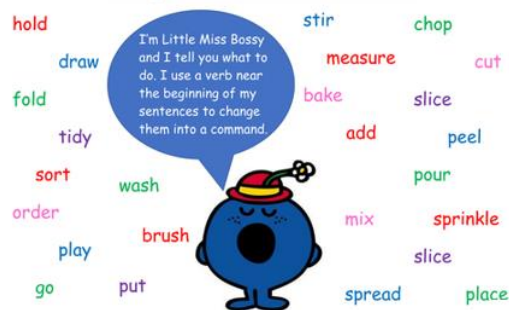 hold
draw
fold
tidy
sort
wash
order
brush
play
go
put
I'm Little Miss Bossy
and I tell you what to
do. I use a verb near
the beginning of my
sentences to change
them into a command.
stir
chop
measure
cut
bake
slice
add
peel
pour
mix
sprinkle
slice
spread
place